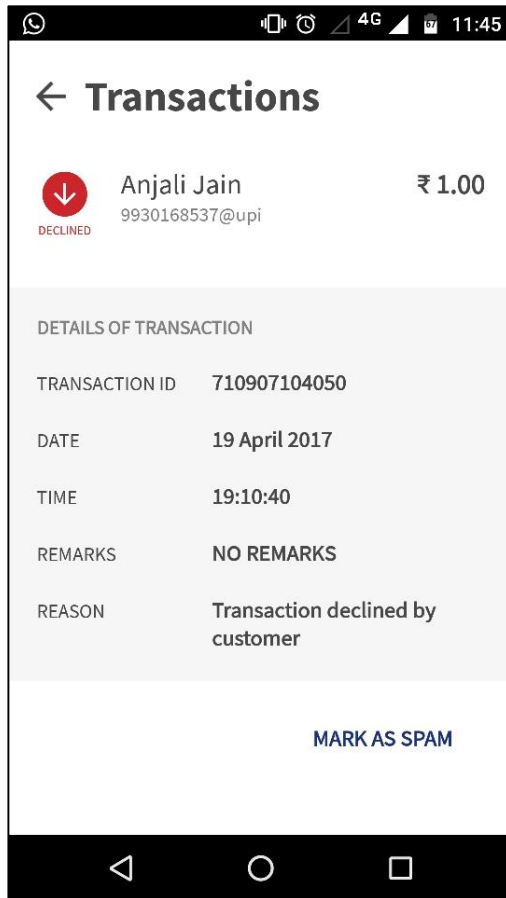 4G 67 11:45
Transactions
Anjali Jain ₹ 1.00
9930168537@upi
DECLINED
DETAILS OF TRANSACTION
TRANSACTION ID 710907104050
DATE 19 April 2017
TIME 19:10:40
REMARKS NO REMARKS
REASON Transaction declined by
customer
MARK AS SPAM